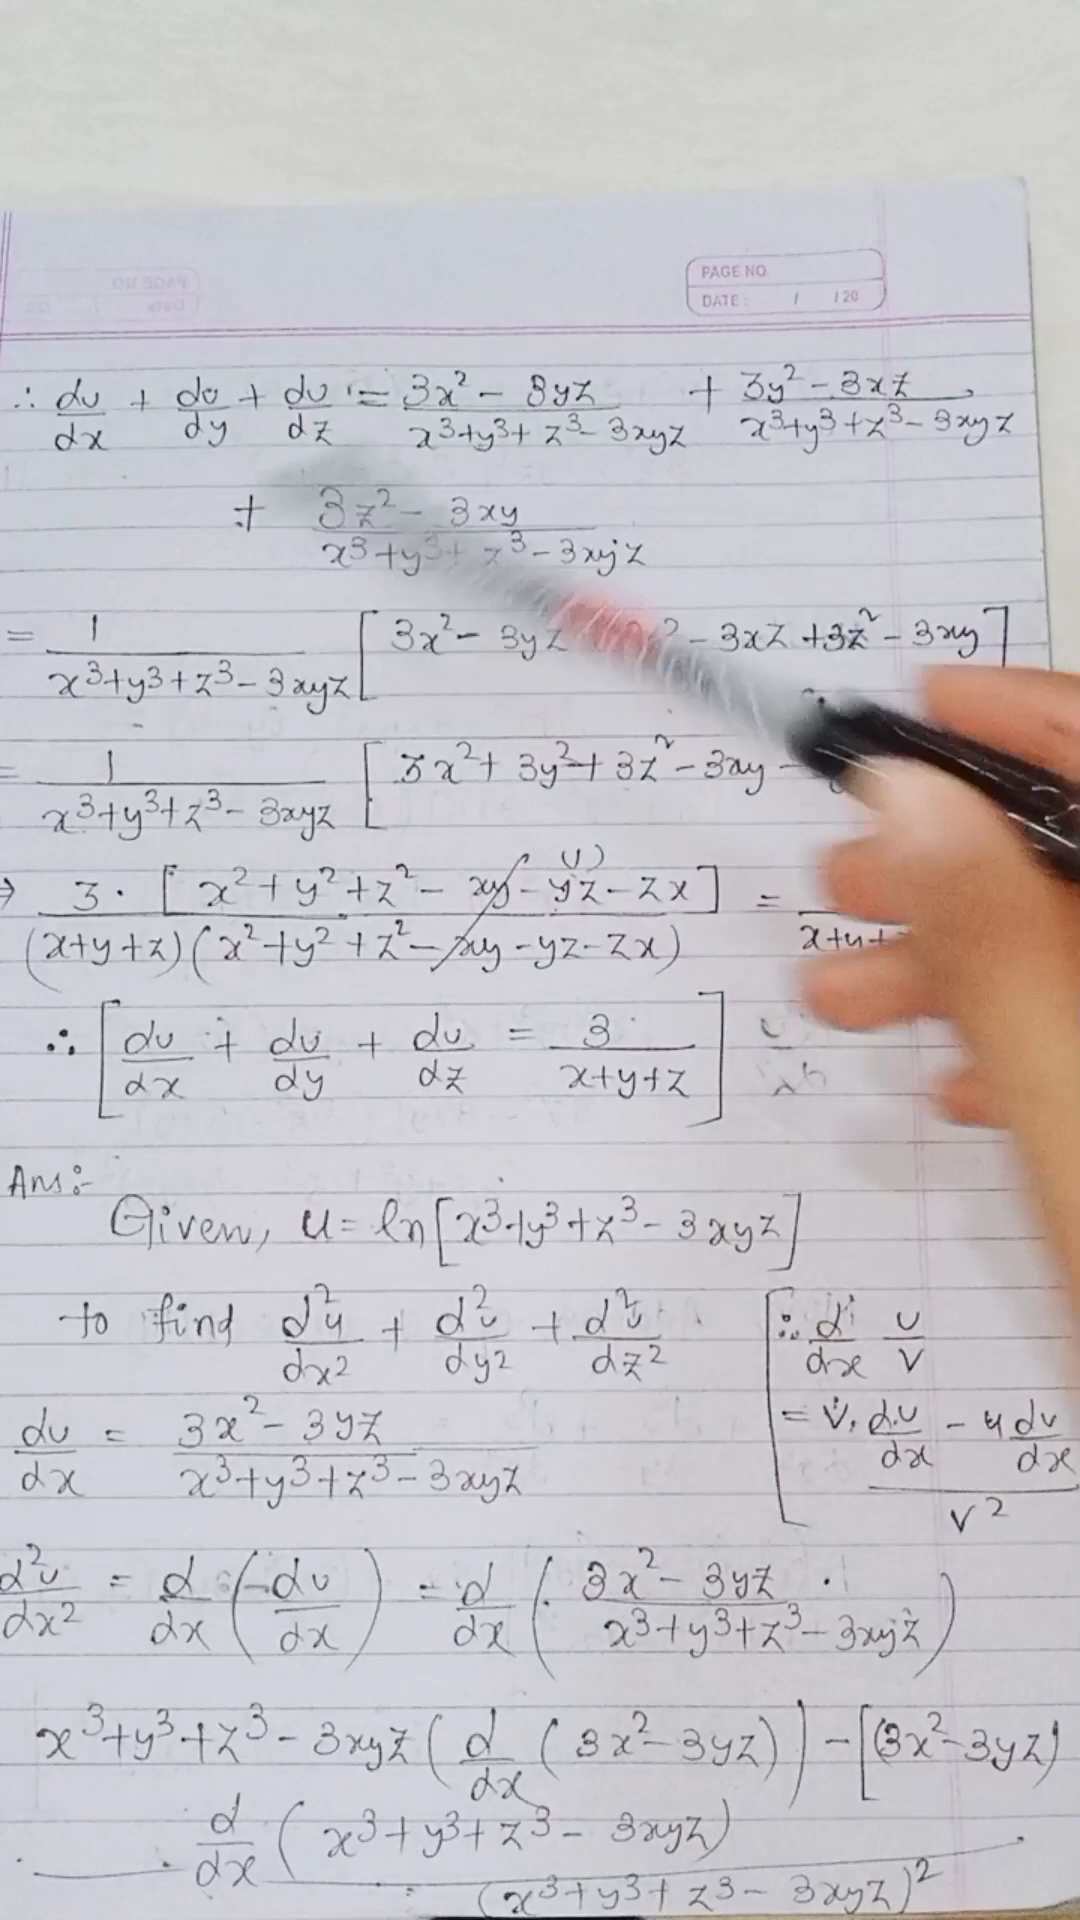 PAGE NO.
DATE: / /20
∴ du/dx + du/dy + du/dz = (3x² - 3yz)/(x³+y³+z³-3xyz) + (3y² - 3xz)/(x³+y³+z³-3xyz)
+ (3z² - 3xy)/(x³+y³+z³-3xyz)
= 1/(x³+y³+z³-3xyz) [3x² - 3yz ² - 3xz + 3z² - 3xy]
= 1/(x³+y³+z³-3xyz) [3x² + 3y² + 3z² - 3xy -
⇒ 3·[x² + y² + z² - xy - yz - zx]/(x+y+z)(x²+y²+z²-xy-yz-zx) = /x+y+
∴ [du/dx + du/dy + du/dz = 3/(x+y+z)]
Ans:-
Given, u = ln[x³+y³+z³-3xyz]
to find d²u/dx² + d²u/dy² + d²u/dz² [∵ d/dx u/v
du/dx = (3x² - 3yz)/(x³+y³+z³-3xyz) = v.du/dx - u dv/dx / v²
d²u/dx² = d/dx (du/dx) = d/dx ((3x² - 3yz)/(x³+y³+z³-3xyz))
x³+y³+z³-3xyz (d/dx (3x²-3yz)) - [(3x²-3yz)
d/dx (x³+y³+z³-3xyz)
(x³+y³+z³-3xyz)²